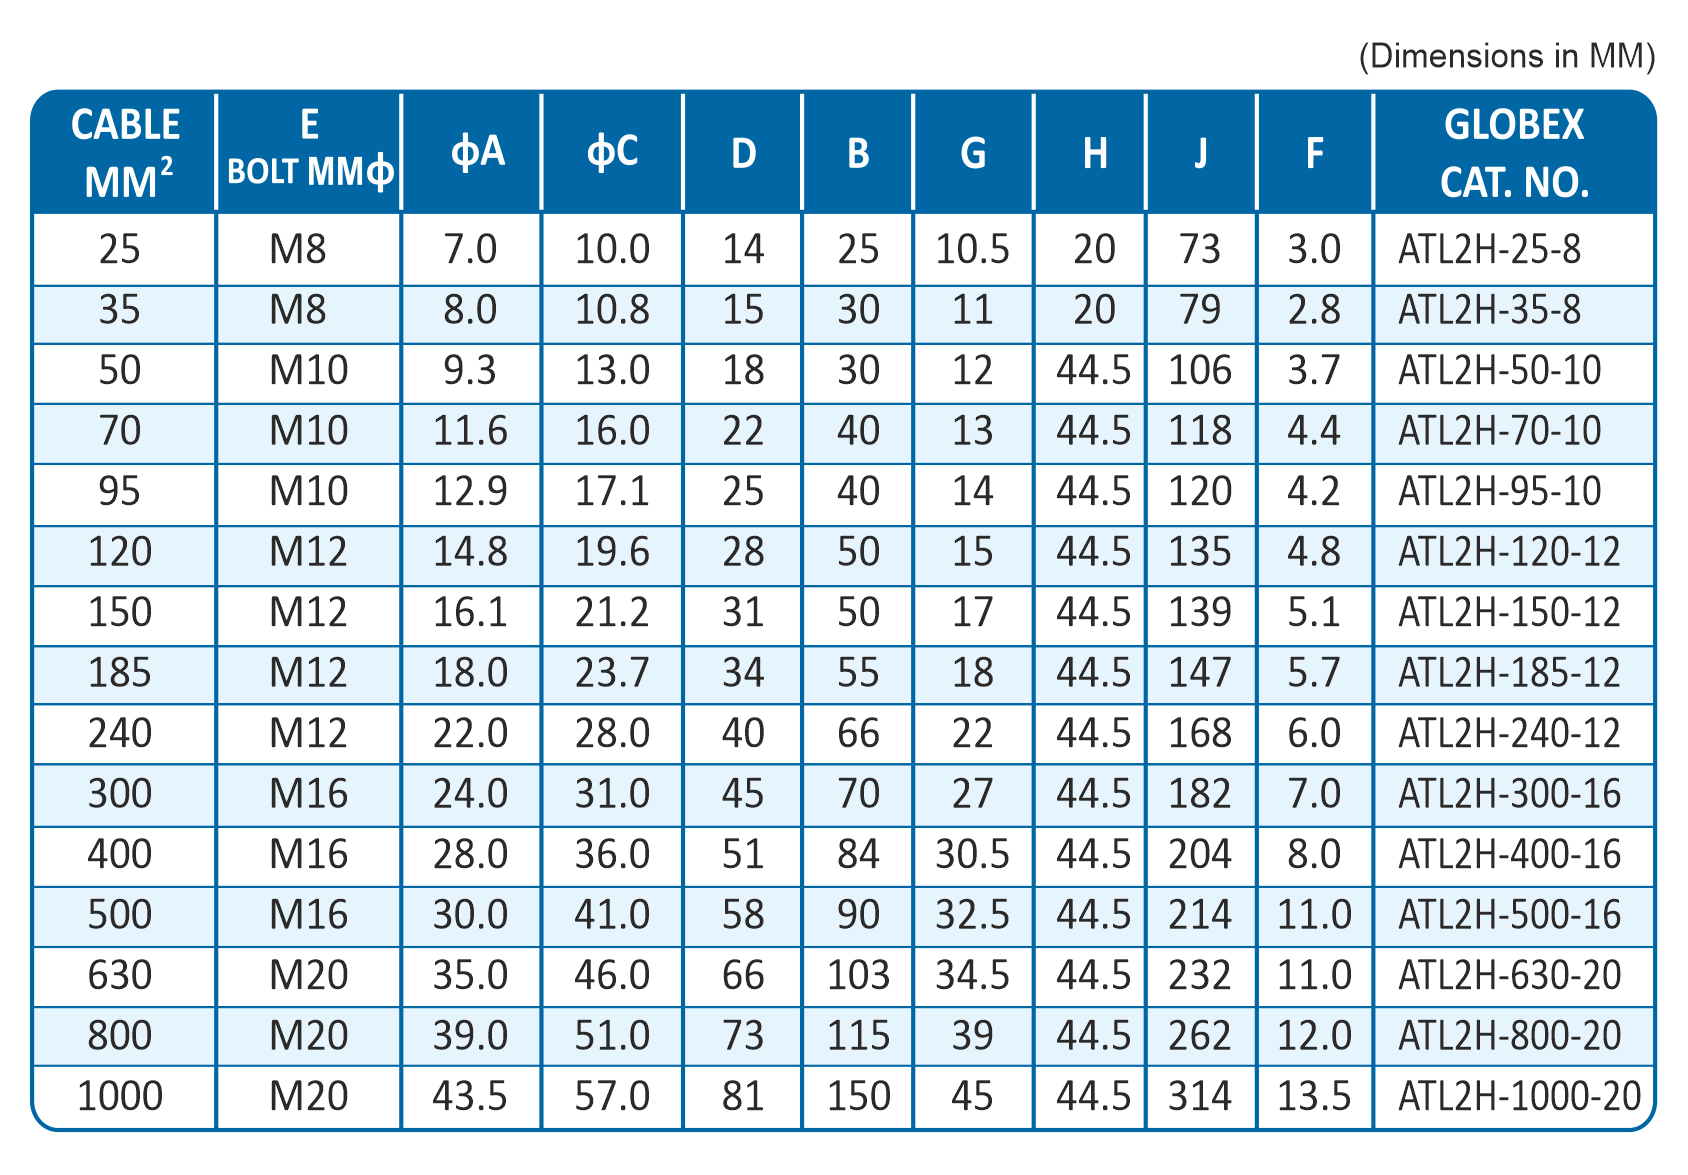 (Dimensions in MM)
CABLE MM² E BOLT MMϕ ϕA ϕC D B G H J F GLOBEX CAT. NO.
25 M8 7.0 10.0 14 25 10.5 20 73 3.0 ATL2H-25-8
35 M8 8.0 10.8 15 30 11 20 79 2.8 ATL2H-35-8
50 M10 9.3 13.0 18 30 12 44.5 106 3.7 ATL2H-50-10
70 M10 11.6 16.0 22 40 13 44.5 118 4.4 ATL2H-70-10
95 M10 12.9 17.1 25 40 14 44.5 120 4.2 ATL2H-95-10
120 M12 14.8 19.6 28 50 15 44.5 135 4.8 ATL2H-120-12
150 M12 16.1 21.2 31 50 17 44.5 139 5.1 ATL2H-150-12
185 M12 18.0 23.7 34 55 18 44.5 147 5.7 ATL2H-185-12
240 M12 22.0 28.0 40 66 22 44.5 168 6.0 ATL2H-240-12
300 M16 24.0 31.0 45 70 27 44.5 182 7.0 ATL2H-300-16
400 M16 28.0 36.0 51 84 30.5 44.5 204 8.0 ATL2H-400-16
500 M16 30.0 41.0 58 90 32.5 44.5 214 11.0 ATL2H-500-16
630 M20 35.0 46.0 66 103 34.5 44.5 232 11.0 ATL2H-630-20
800 M20 39.0 51.0 73 115 39 44.5 262 12.0 ATL2H-800-20
1000 M20 43.5 57.0 81 150 45 44.5 314 13.5 ATL2H-1000-20